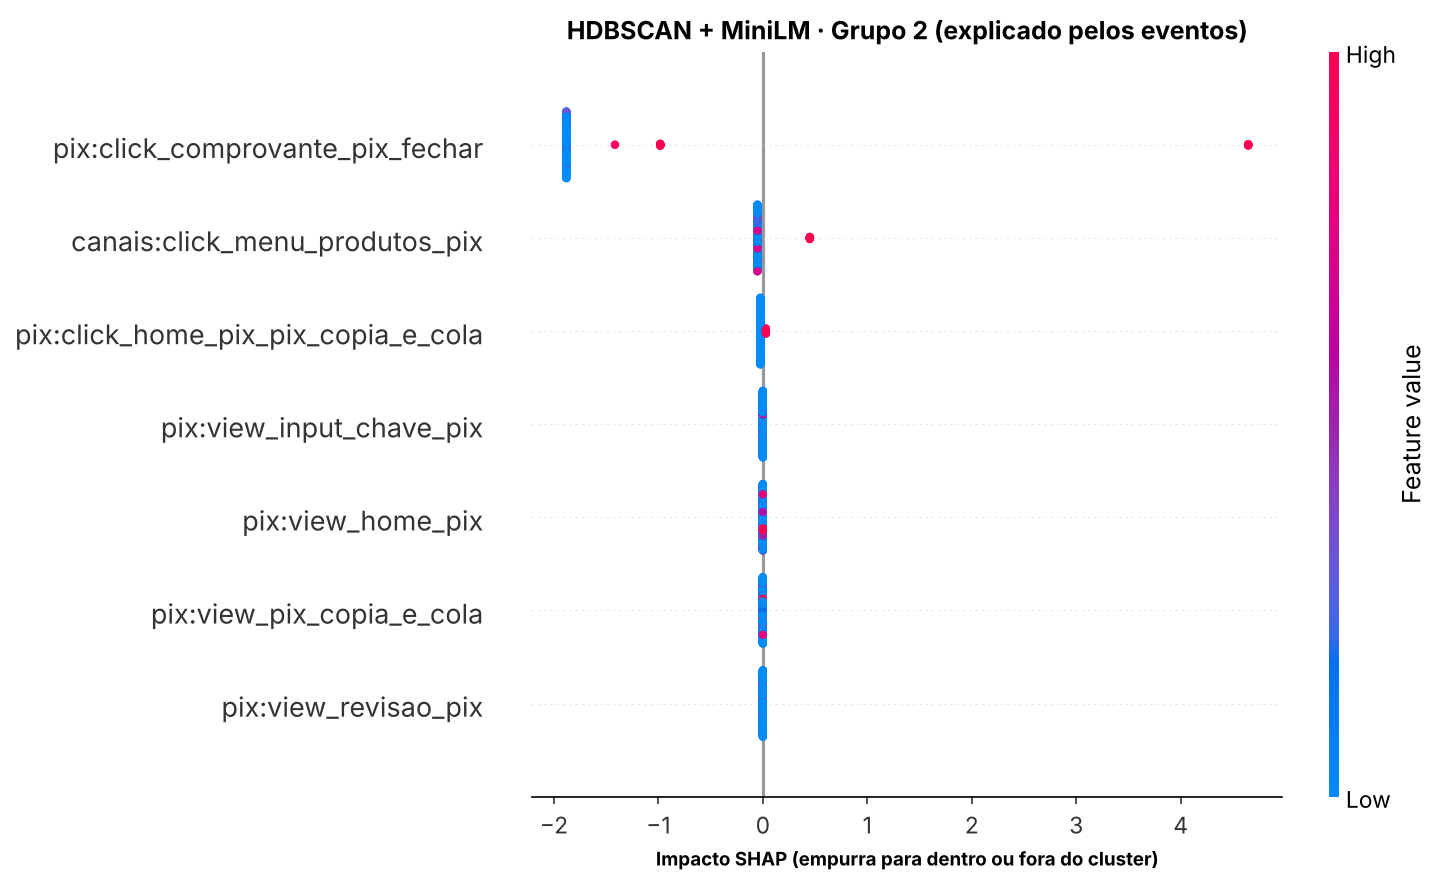 HDBSCAN + MiniLM · Grupo 2 (explicado pelos eventos)
High
pix:click_comprovante_pix_fechar
canais:click_menu_produtos_pix
pix:click_home_pix_pix_copia_e_cola
pix:view_input_chave_pix
pix:view_home_pix
pix:view_pix_copia_e_cola
pix:view_revisao_pix
Feature value
Low
−2 −1 0 1 2 3 4
Impacto SHAP (empurra para dentro ou fora do cluster)